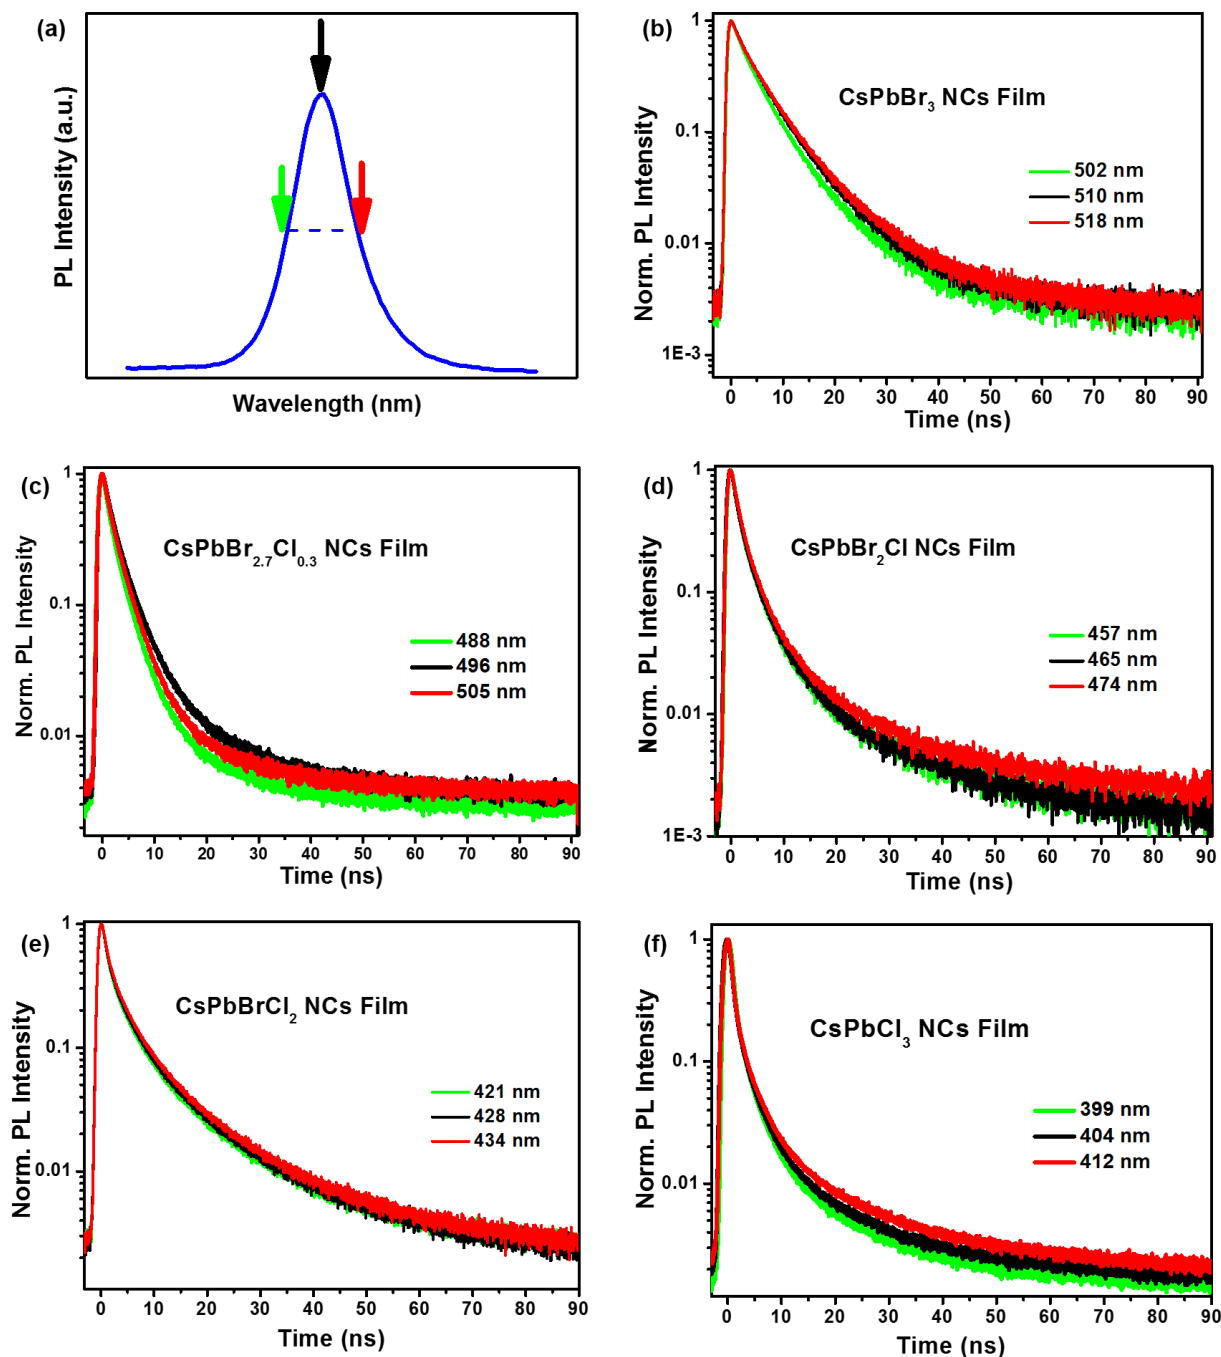 (a)
PL Intensity (a.u.)
Wavelength (nm)
(b)
CsPbBr₃ NCs Film
502 nm
510 nm
518 nm
Norm. PL Intensity
1
0.1
0.01
1E-3
0 10 20 30 40 50 60 70 80 90
Time (ns)
(c)
CsPbBr₂.₇Cl₀.₃ NCs Film
488 nm
496 nm
505 nm
Norm. PL Intensity
1
0.1
0.01
0 10 20 30 40 50 60 70 80 90
Time (ns)
(d)
CsPbBr₂Cl NCs Film
457 nm
465 nm
474 nm
Norm. PL Intensity
1
0.1
0.01
1E-3
0 10 20 30 40 50 60 70 80 90
Time (ns)
(e)
CsPbBrCl₂ NCs Film
421 nm
428 nm
434 nm
Norm. PL Intensity
1
0.1
0.01
0 10 20 30 40 50 60 70 80 90
Time (ns)
(f)
CsPbCl₃ NCs Film
399 nm
404 nm
412 nm
Norm. PL Intensity
1
0.1
0.01
0 10 20 30 40 50 60 70 80 90
Time (ns)